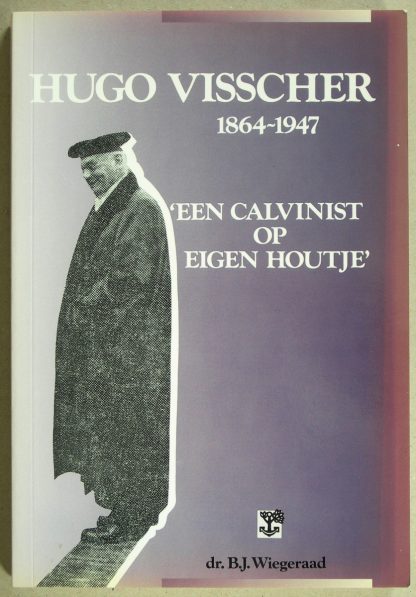 HUGO VISSCHER
1864-1947
'EEN CALVINIST
OP
EIGEN HOUTJE'
dr. B.J. Wiegeraad